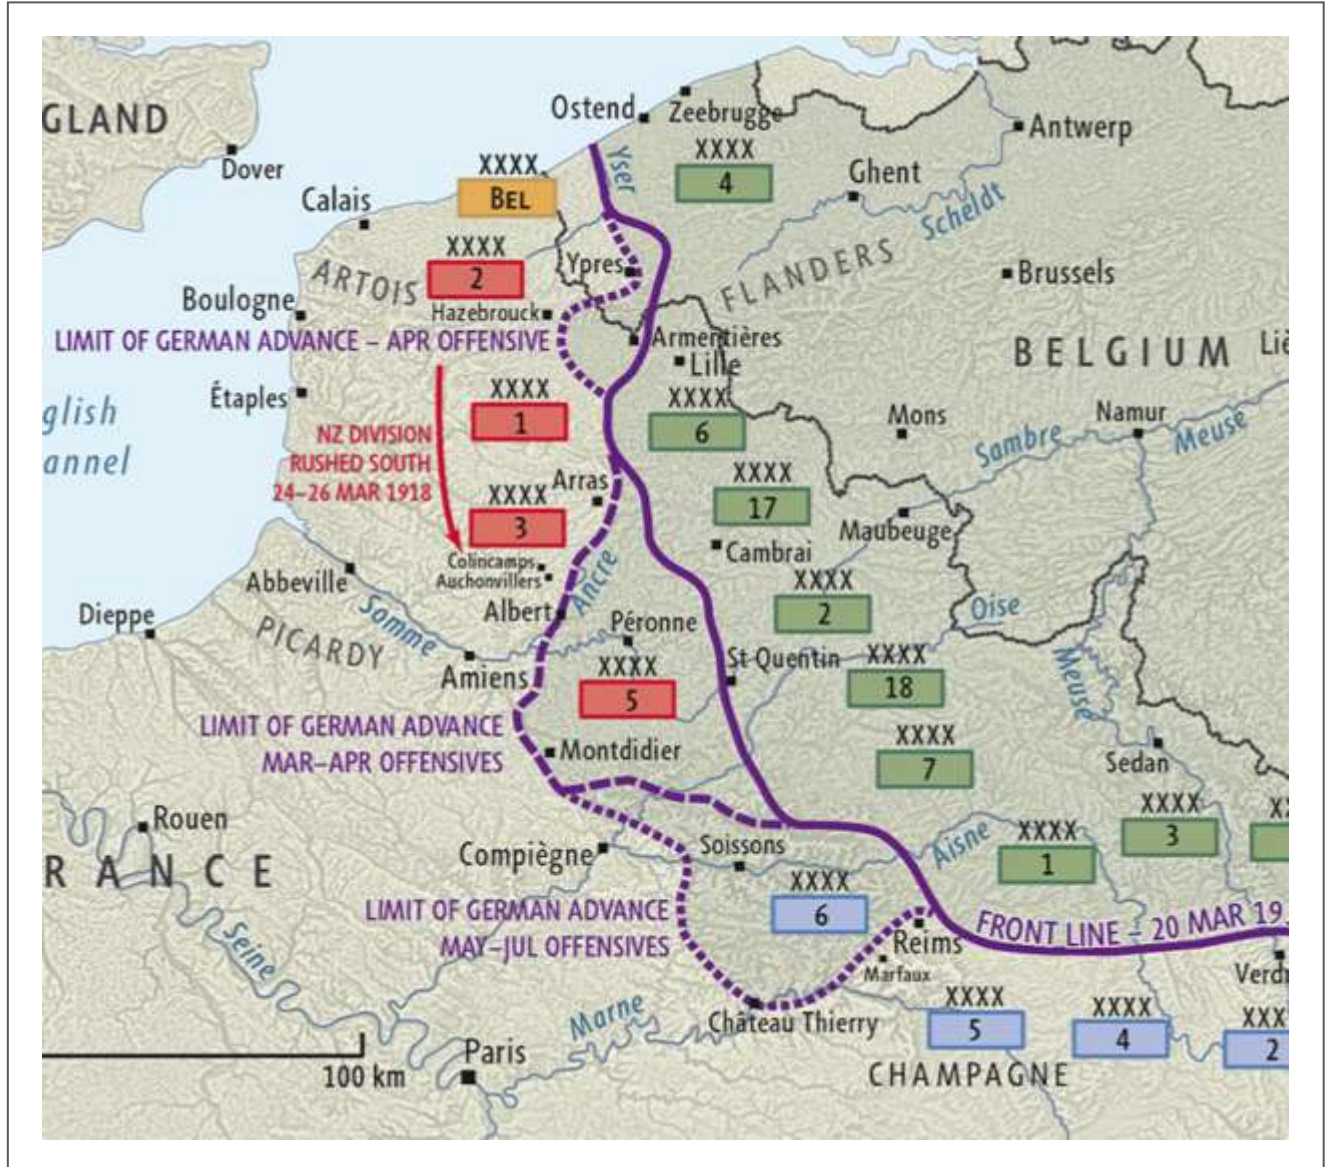 GLAND
Dover
Ostend
Zeebrugge
Antwerp
XXXX
BEL
Yser
XXXX
4
Ghent
Scheldt
Calais
XXXX
2
ARTOIS
Ypres
FLANDERS
Brussels
Boulogne
Hazebrouck
LIMIT OF GERMAN ADVANCE – APR OFFENSIVE
Armentières
Lille
BELGIUM
Liè
Étaples
glish
annel
XXXX
1
XXXX
6
Mons
Sambre
Namur
Meuse
NZ DIVISION
RUSHED SOUTH
24–26 MAR 1918
Arras
XXXX
3
XXXX
17
Maubeuge
Cambrai
Colincamps
Auchonvillers
Ancre
Abbeville
Somme
Albert
XXXX
2
Oise
Dieppe
PICARDY
Péronne
Amiens
XXXX
5
St Quentin
XXXX
18
Meuse
LIMIT OF GERMAN ADVANCE
MAR–APR OFFENSIVES
Montdidier
XXXX
7
Sedan
Rouen
Compiègne
Soissons
Aisne
XXXX
1
XXXX
3
XX
RANCE
XXXX
6
LIMIT OF GERMAN ADVANCE
MAY–JUL OFFENSIVES
Seine
Reims
Marfaux
FRONT LINE – 20 MAR 19
Verd
Marne
Château Thierry
XXXX
5
XXXX
4
XXX
2
Paris
100 km
CHAMPAGNE